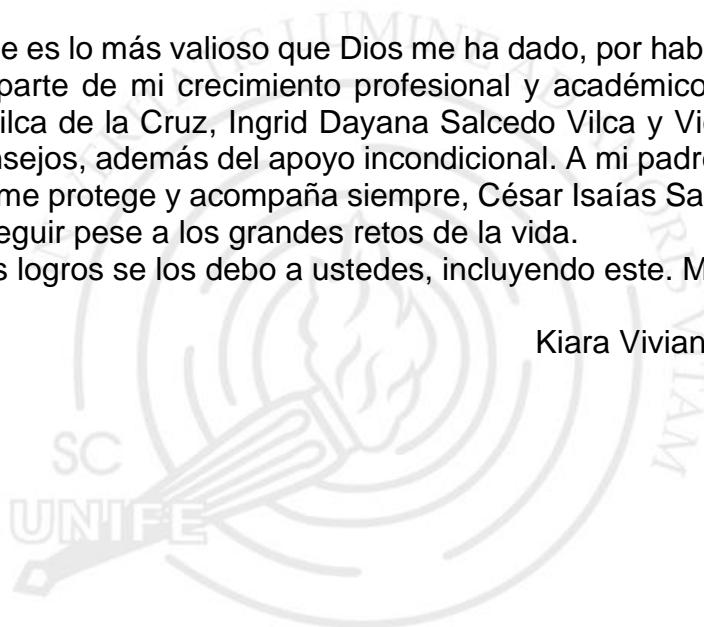 e es lo más valioso que Dios me ha dado, por hab
parte de mi crecimiento profesional y académico
ilca de la Cruz, Ingrid Dayana Salcedo Vilca y Vi
nsejos, además del apoyo incondicional. A mi padr
me protege y acompaña siempre, César Isaías Sa
eguir pese a los grandes retos de la vida.
s logros se los debo a ustedes, incluyendo este. M
Kiara Vivian
SC
UNIFE